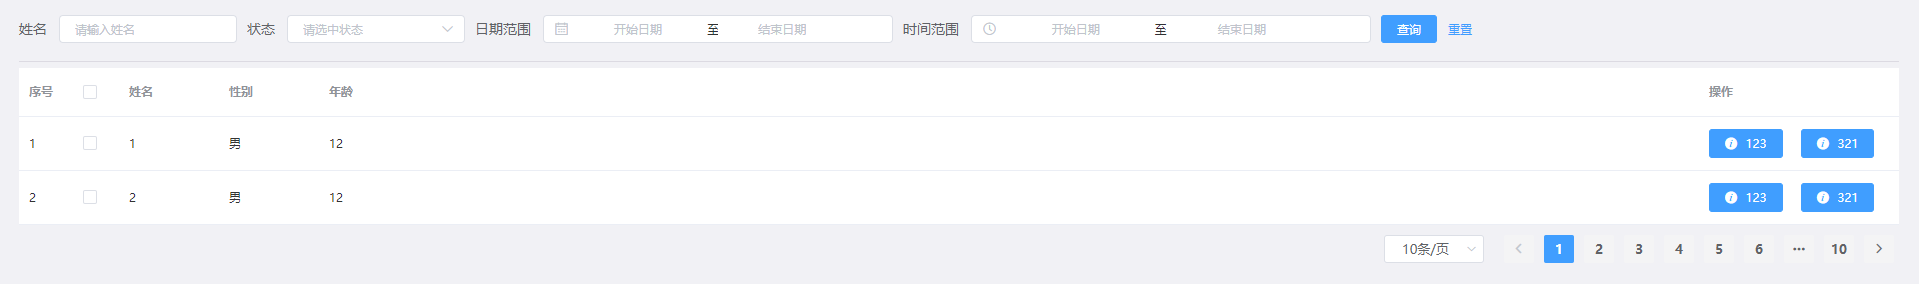 姓名 请输入姓名 状态 请选中状态 日期范围 开始日期 至 结束日期 时间范围 开始日期 至 结束日期 查询 重置
序号 姓名 性别 年龄 操作
1 1 男 12 123 321
2 2 男 12 123 321
10条/页 1 2 3 4 5 6 ··· 10